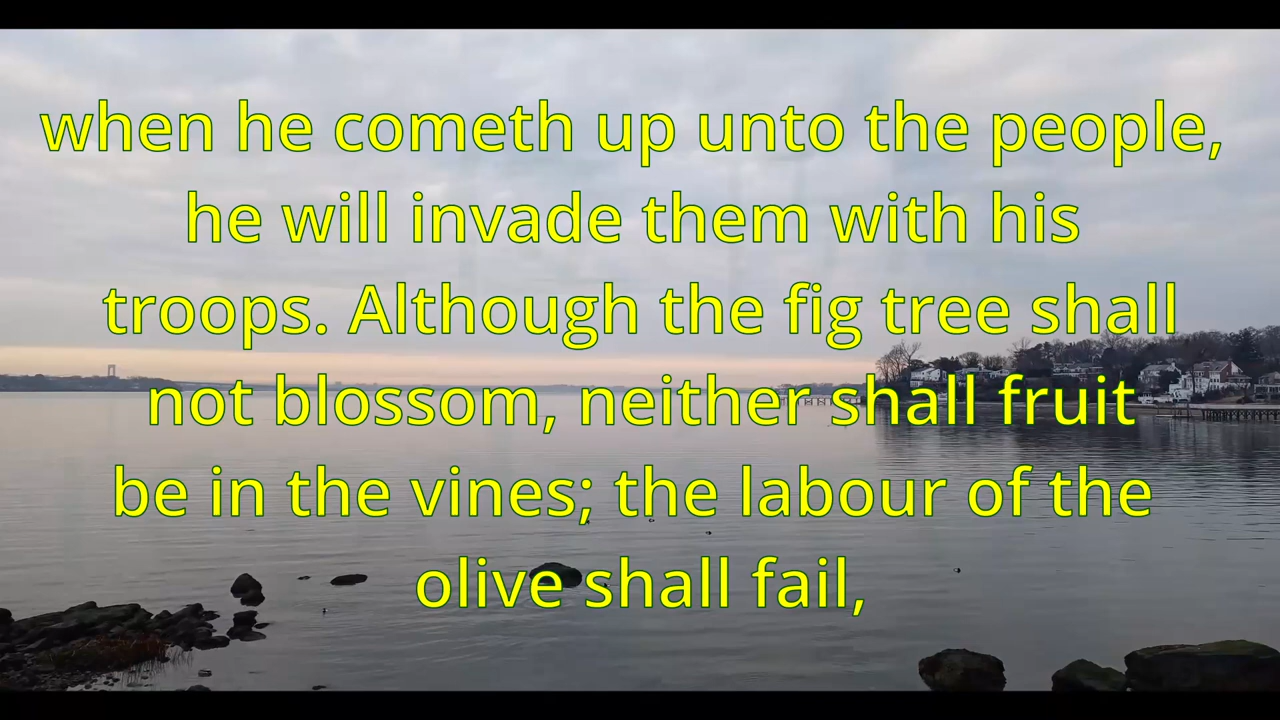 when he cometh up unto the people,
he will invade them with his
troops. Although the fig tree shall
not blossom, neither shall fruit
be in the vines; the labour of the
olive shall fail,